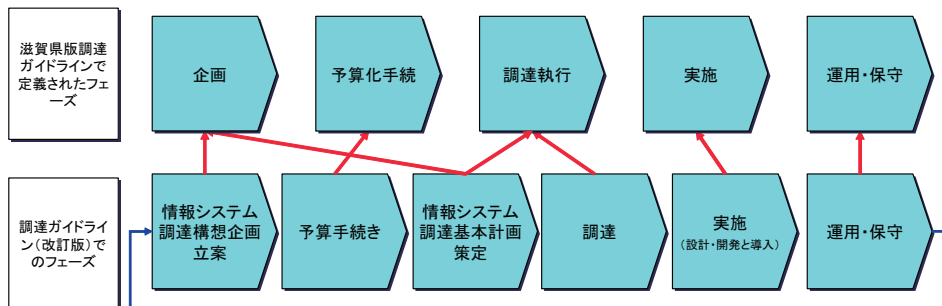 滋賀県版調達
ガイドラインで
定義されたフェ
ーズ
企画
予算化手続
調達執行
実施
運用・保守
調達ガイドライ
ン(改訂版)で
のフェーズ
情報システム
調達構想企画
立案
予算手続き
情報システム
調達基本計画
策定
調達
実施
(設計・開発と導入)
運用・保守